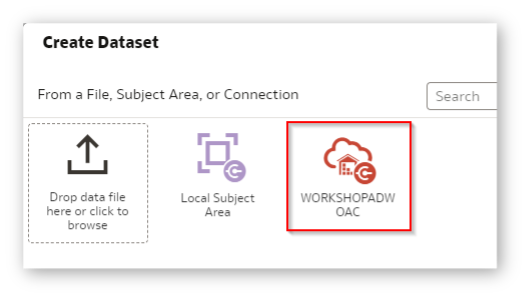 Create Dataset
From a File, Subject Area, or Connection
Search
Drop data file
here or click to
browse
Local Subject
Area
WORKSHOPADW
OAC